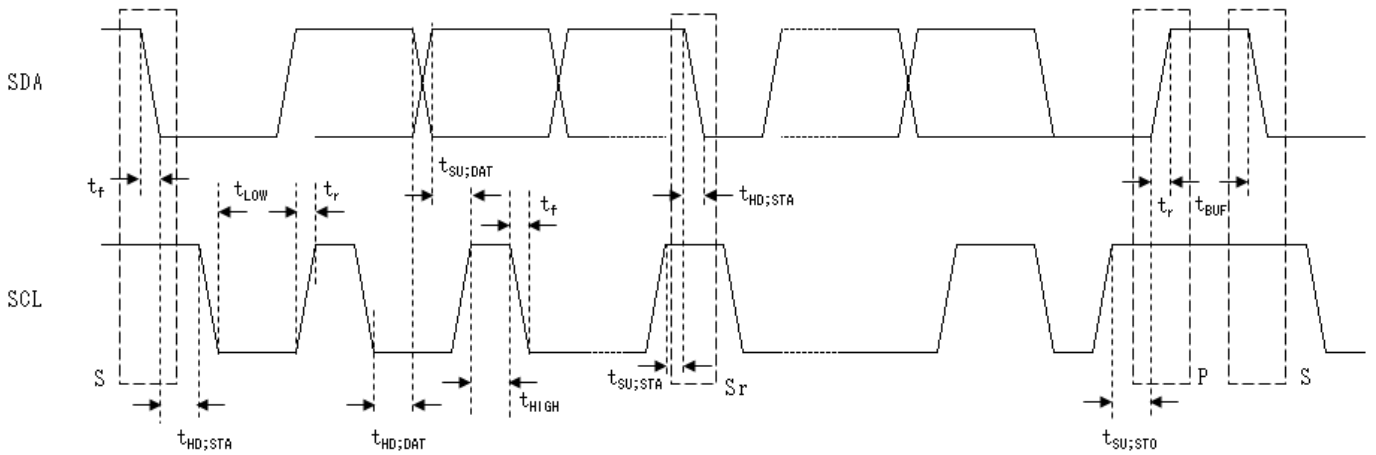 SDA
t_SU;DAT
t_f
t_LOW
t_r
t_f
t_HD;STA
t_r
t_BUF
SCL
S
t_SU;STA
Sr
P
S
t_HIGH
t_HD;STA
t_HD;DAT
t_SU;STO